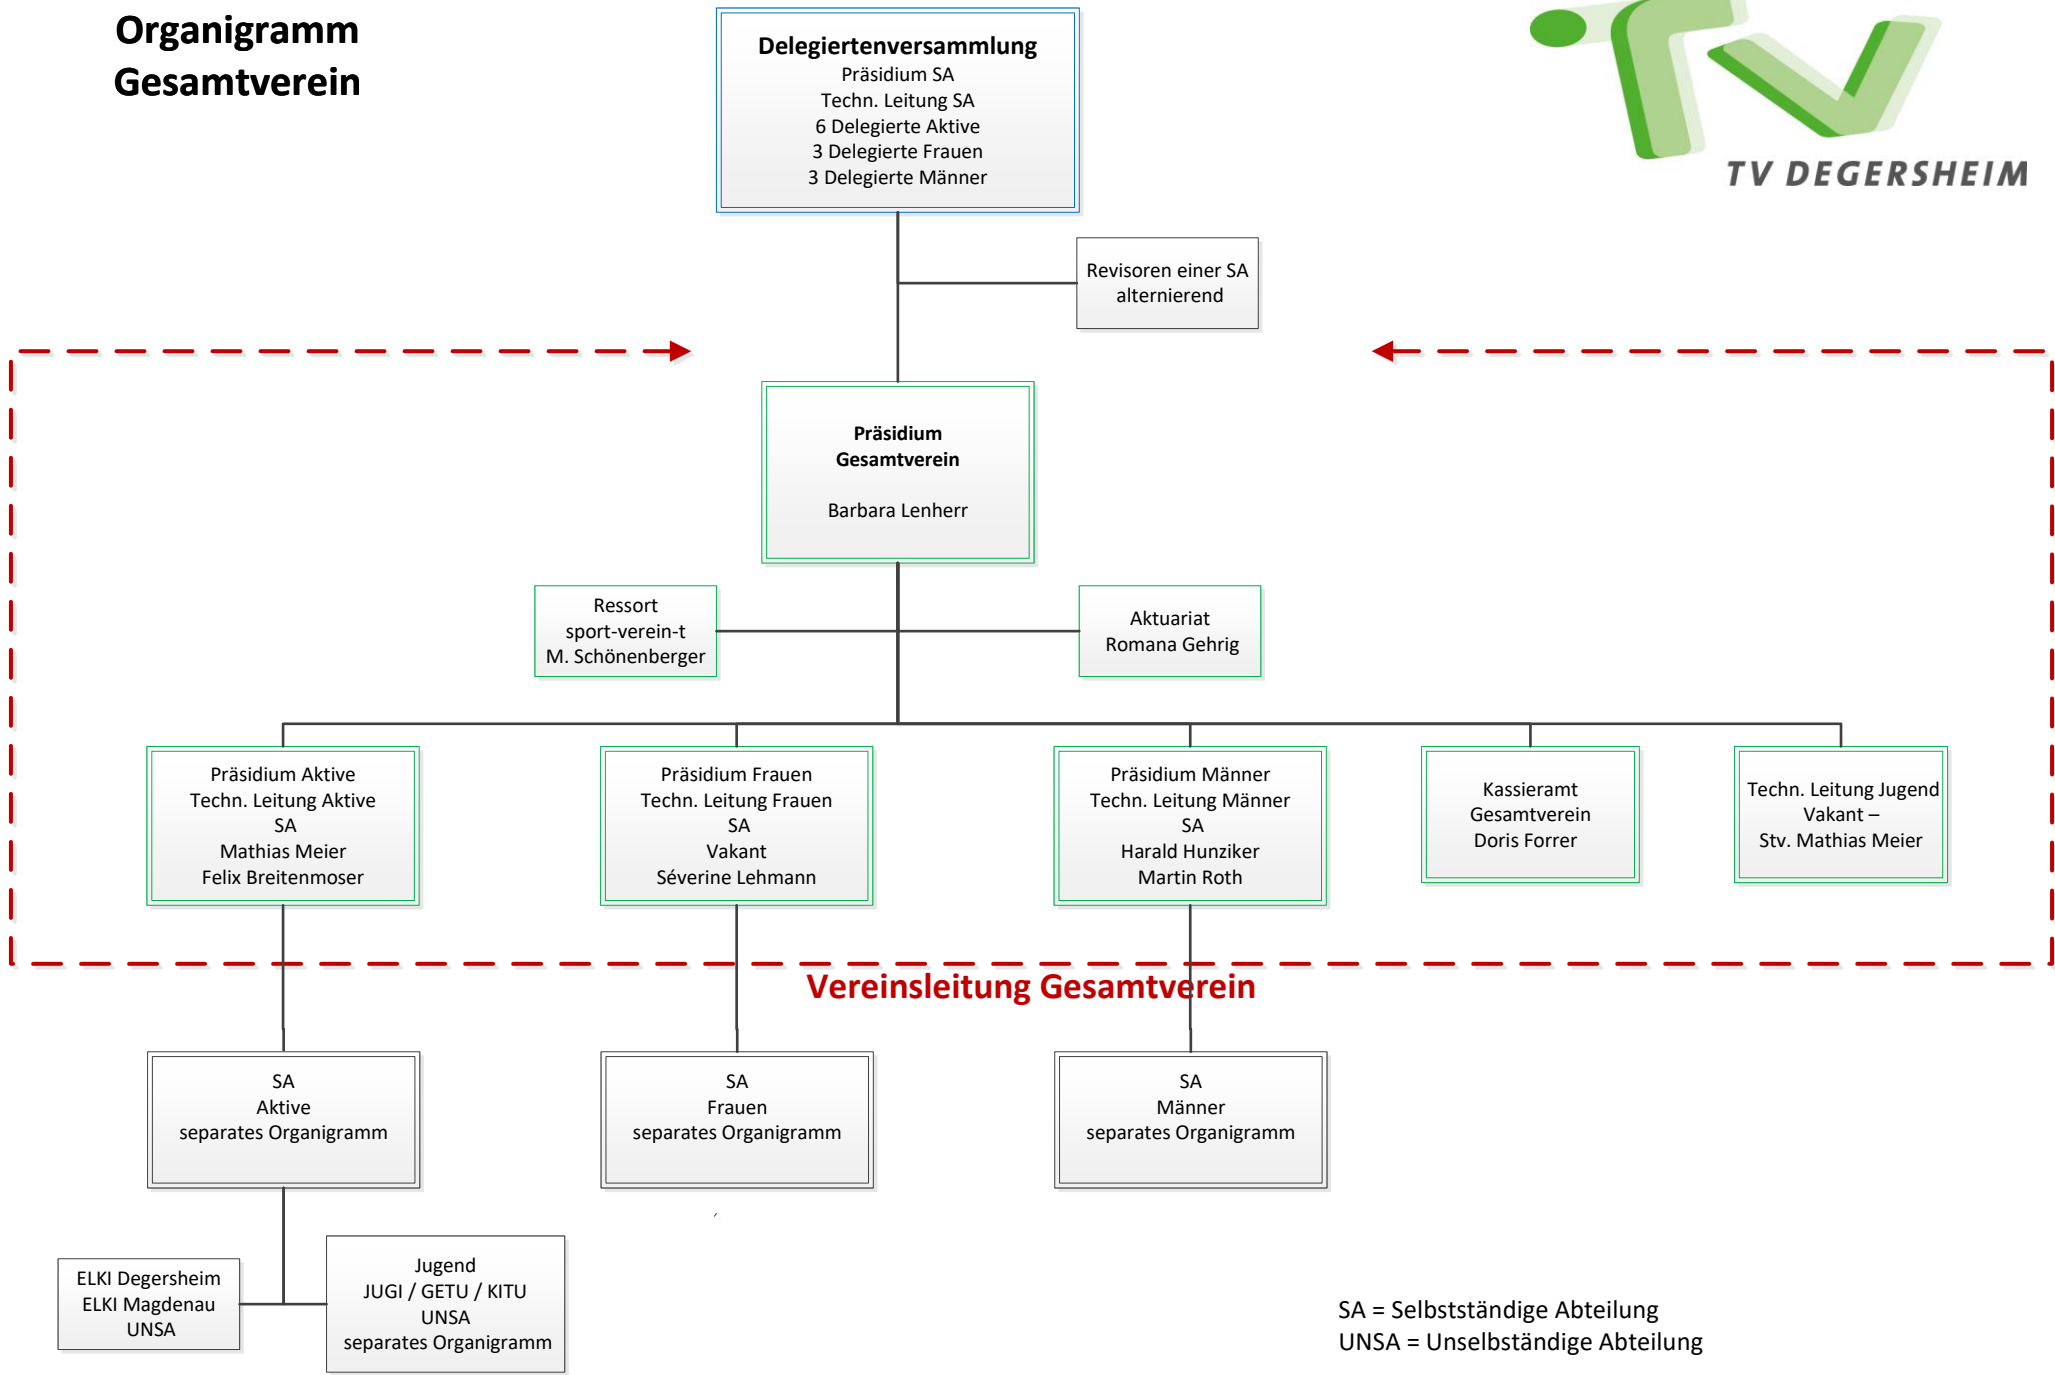 Organigramm
Gesamtverein
Delegiertenversammlung
Präsidium SA
Techn. Leitung SA
6 Delegierte Aktive
3 Delegierte Frauen
3 Delegierte Männer
TV DEGERSHEIM
Revisoren einer SA
alternierend
Präsidium
Gesamtverein
Barbara Lenherr
Ressort
sport-verein-t
M. Schönenberger
Aktuariat
Romana Gehrig
Präsidium Aktive
Techn. Leitung Aktive
SA
Mathias Meier
Felix Breitenmoser
Präsidium Frauen
Techn. Leitung Frauen
SA
Vakant
Séverine Lehmann
Präsidium Männer
Techn. Leitung Männer
SA
Harald Hunziker
Martin Roth
Kassieramt
Gesamtverein
Doris Forrer
Techn. Leitung Jugend
Vakant –
Stv. Mathias Meier
Vereinsleitung Gesamtverein
SA
Aktive
separates Organigramm
SA
Frauen
separates Organigramm
SA
Männer
separates Organigramm
ELKI Degersheim
ELKI Magdenau
UNSA
Jugend
JUGI / GETU / KITU
UNSA
separates Organigramm
SA = Selbstständige Abteilung
UNSA = Unselbständige Abteilung